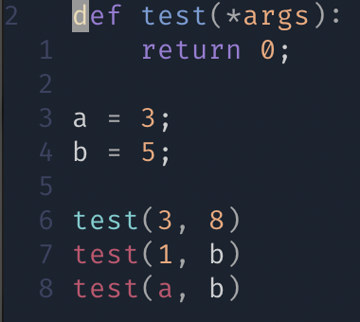 2 def test(*args):
1     return 0;
2
3 a = 3;
4 b = 5;
5
6 test(3, 8)
7 test(1, b)
8 test(a, b)